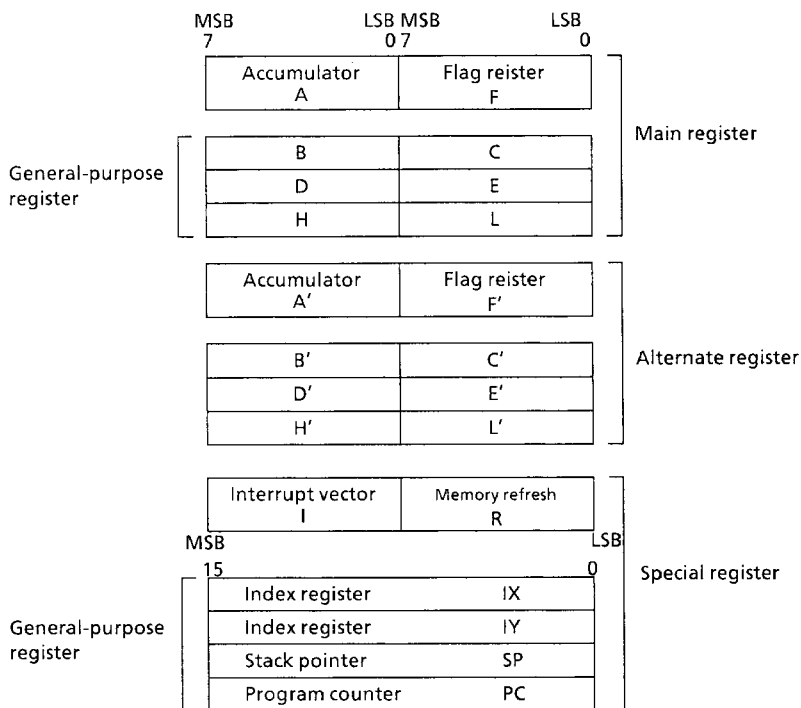 MSB LSB MSB LSB
7 0 7 0
Accumulator Flag reister
A F
Main register
General-purpose
register
B C
D E
H L
Accumulator Flag reister
A' F'
Alternate register
B' C'
D' E'
H' L'
Interrupt vector Memory refresh
I R
MSB LSB
15 0
Special register
General-purpose
register
Index register IX
Index register IY
Stack pointer SP
Program counter PC